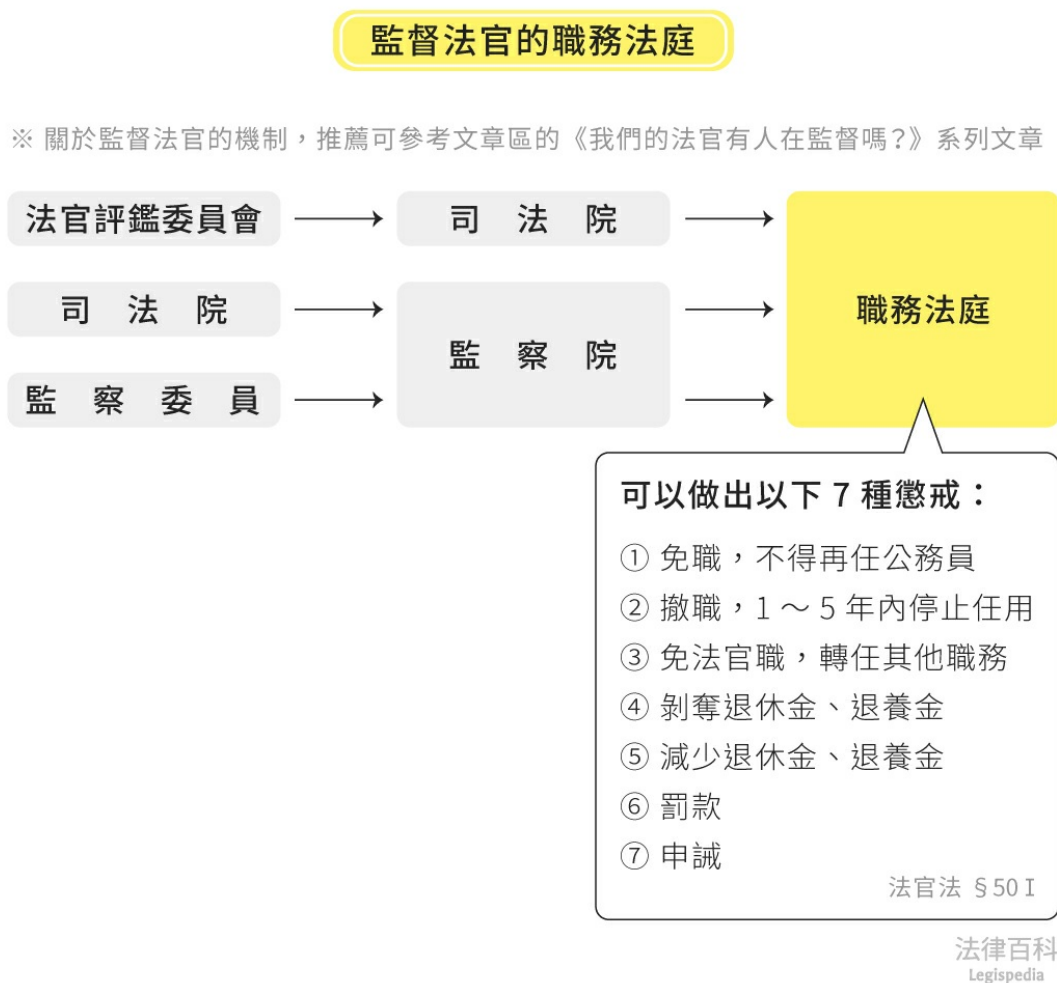 監督法官的職務法庭
※ 關於監督法官的機制，推薦可參考文章區的《我們的法官有人在監督嗎？》系列文章
法官評鑑委員會
司法院
司法院
監察院
監察委員
職務法庭
可以做出以下 7 種懲戒：
① 免職，不得再任公務員
② 撤職，1～5 年內停止任用
③ 免法官職，轉任其他職務
④ 剝奪退休金、退養金
⑤ 減少退休金、退養金
⑥ 罰款
⑦ 申誡
法官法 §50 I
法律百科
Legispedia